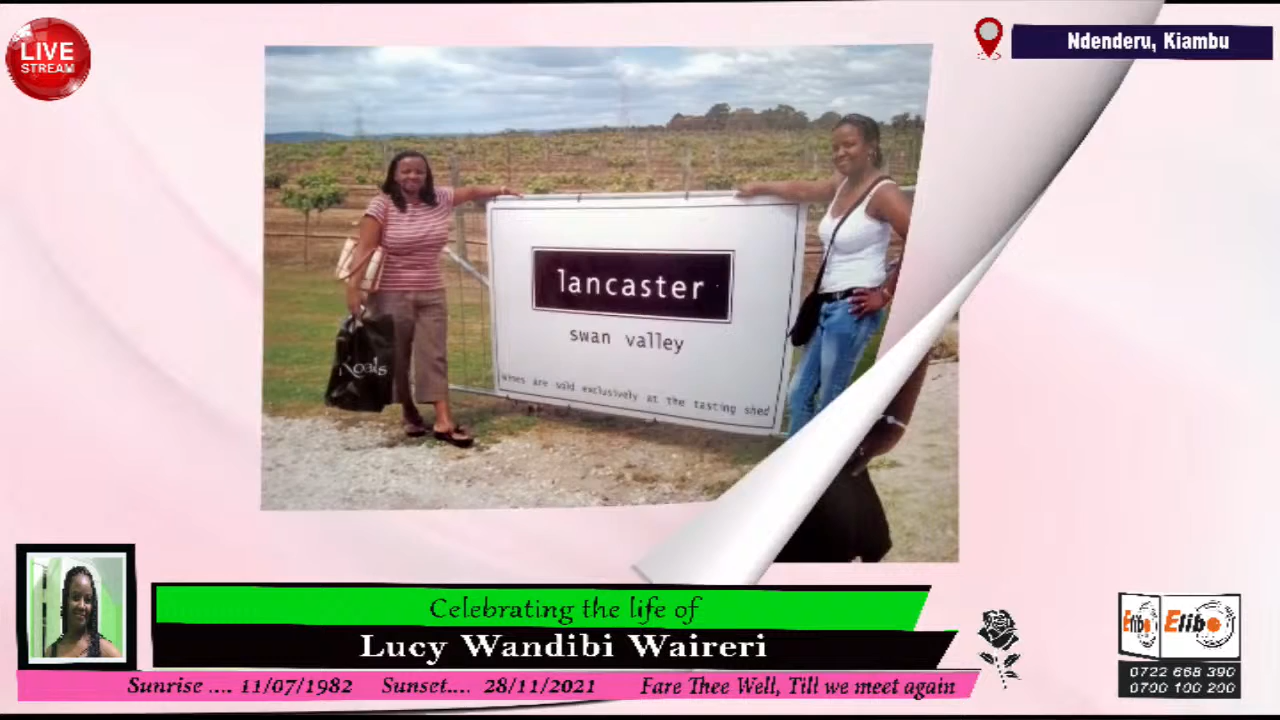 LIVE
STREAM
Ndenderu, Kiambu
lancaster
swan valley
wines are sold exclusively at the tasting shed
Noals
Celebrating the life of
Lucy Wandibi Waireri
Sunrise .... 11/07/1982 Sunset.... 28/11/2021 Fare Thee Well, Till we meet again
Elibo
Elibo
0722 668 390
0700 100 200